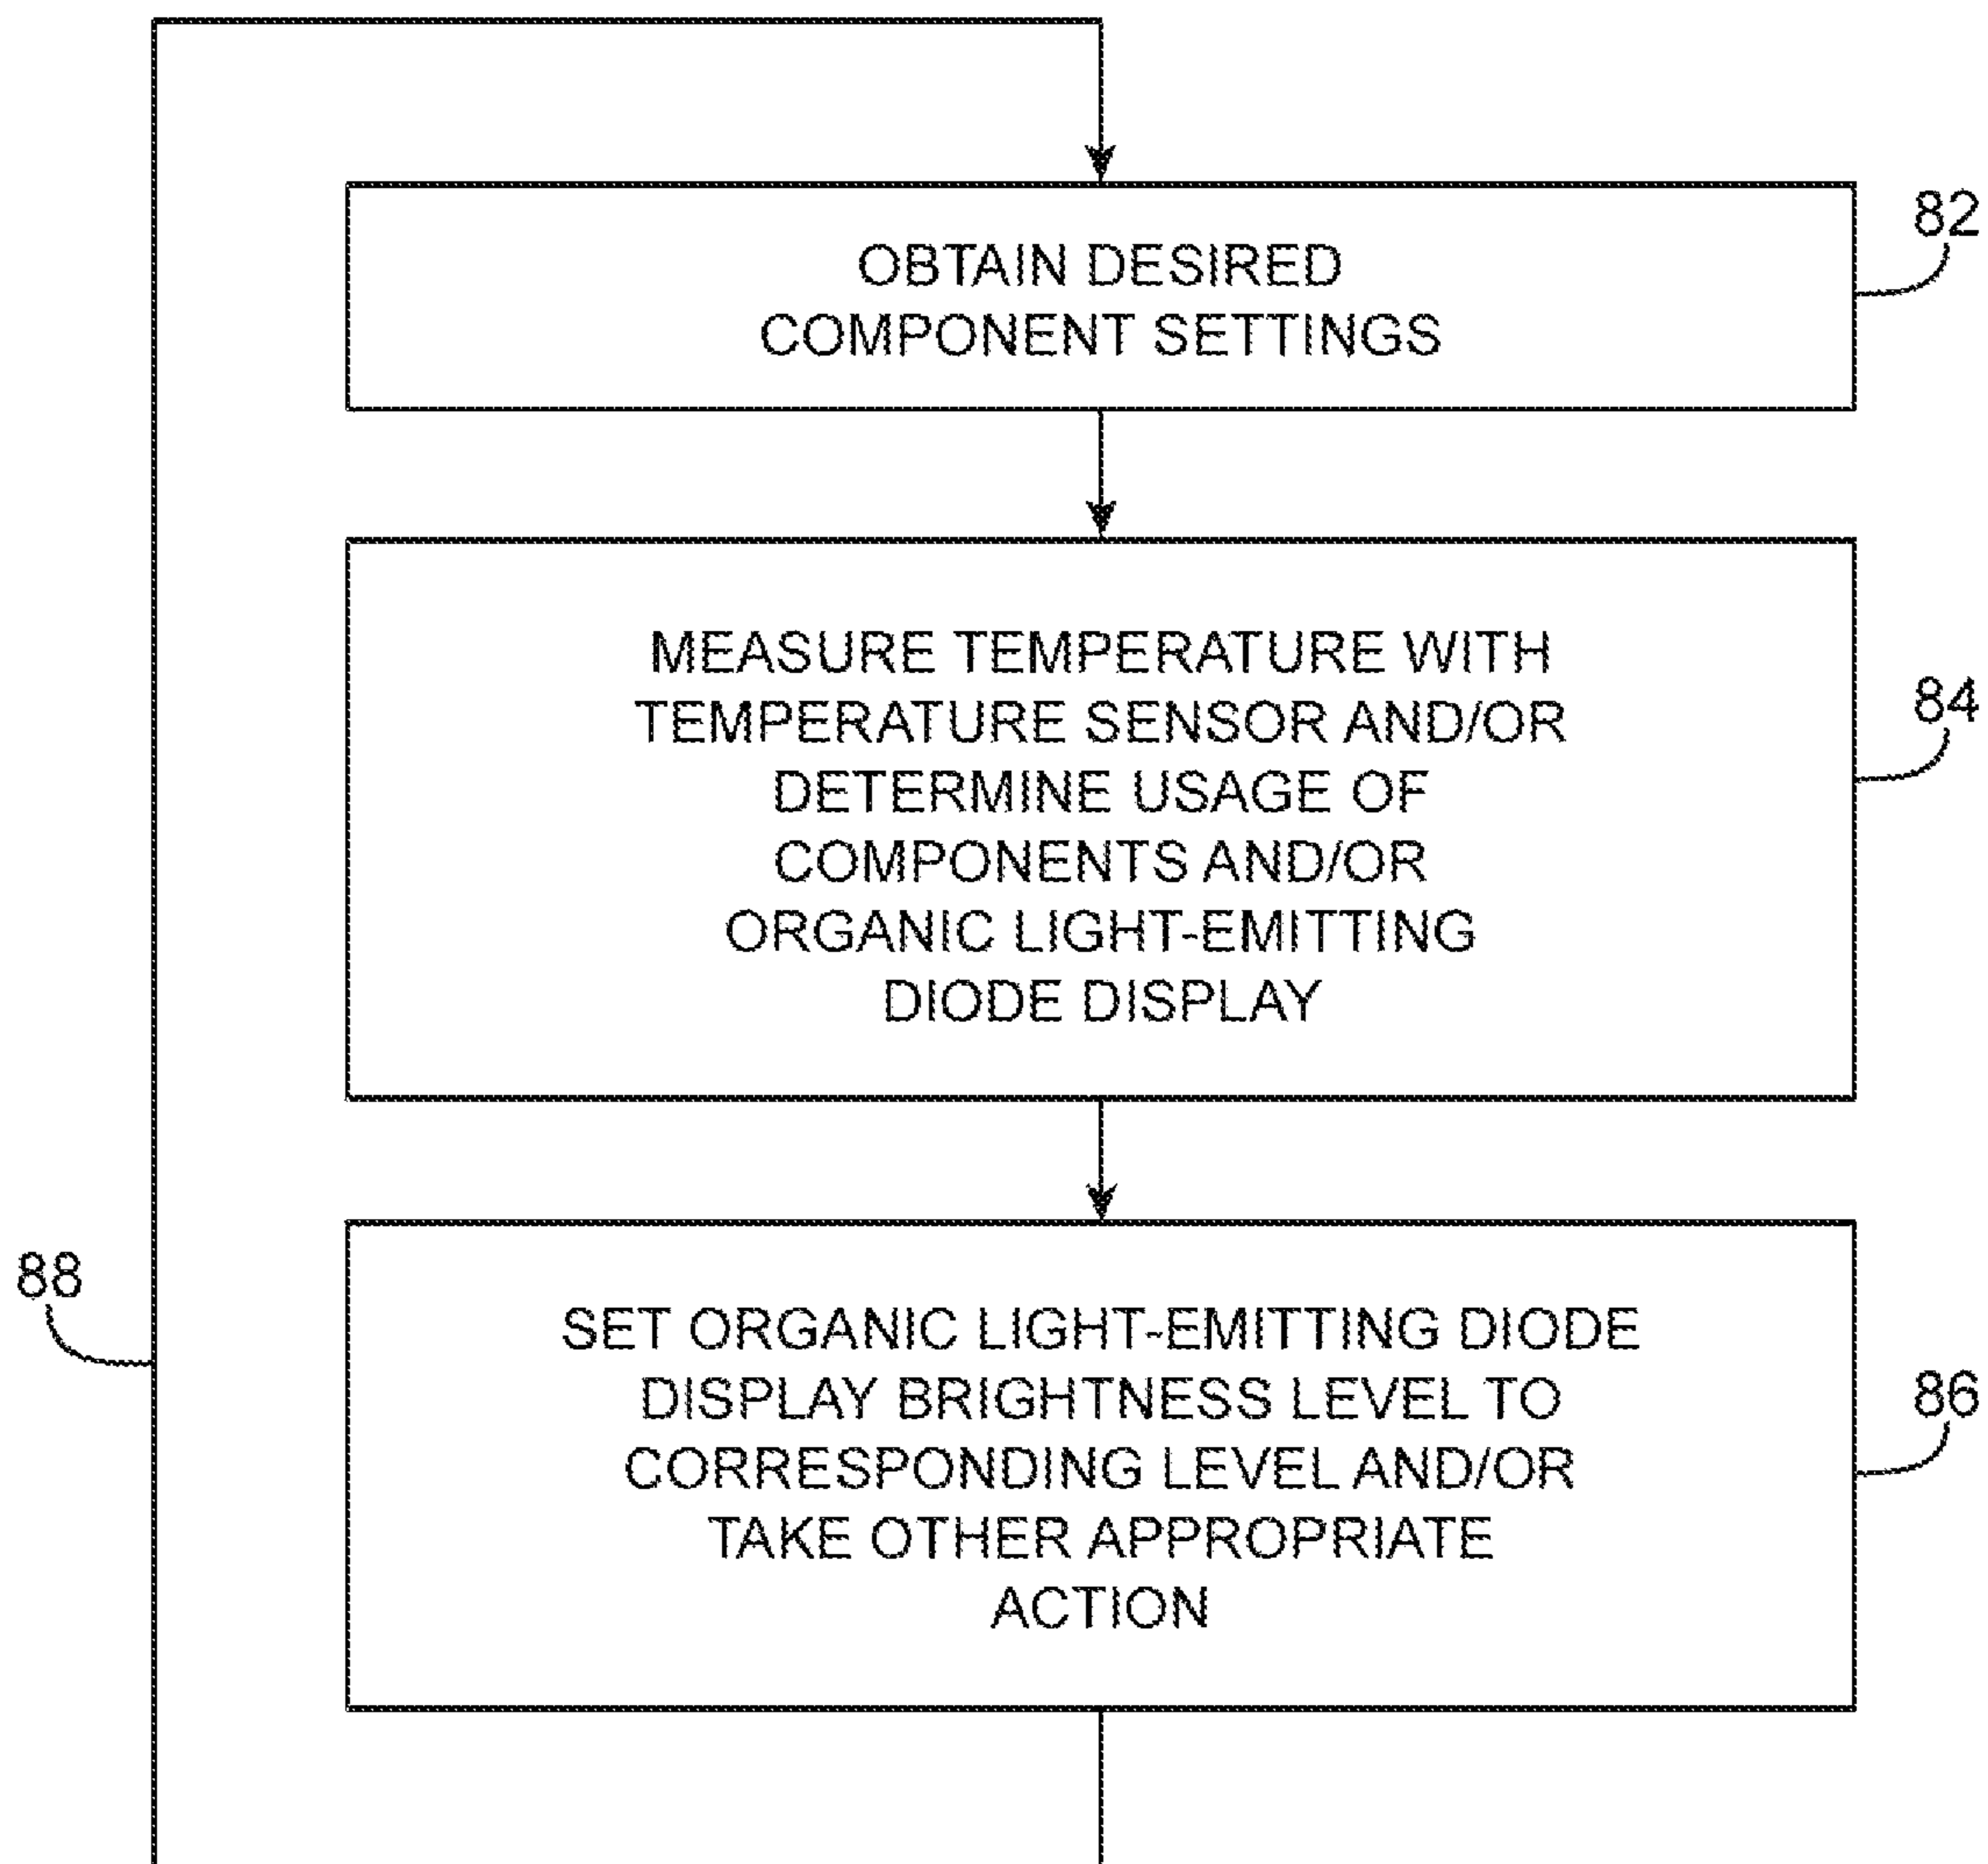 OBTAIN DESIRED
COMPONENT SETTINGS
82
MEASURE TEMPERATURE WITH
TEMPERATURE SENSOR AND/OR
DETERMINE USAGE OF
COMPONENTS AND/OR
ORGANIC LIGHT-EMITTING
DIODE DISPLAY
84
88
SET ORGANIC LIGHT-EMITTING DIODE
DISPLAY BRIGHTNESS LEVEL TO
CORRESPONDING LEVEL AND/OR
TAKE OTHER APPROPRIATE
ACTION
86